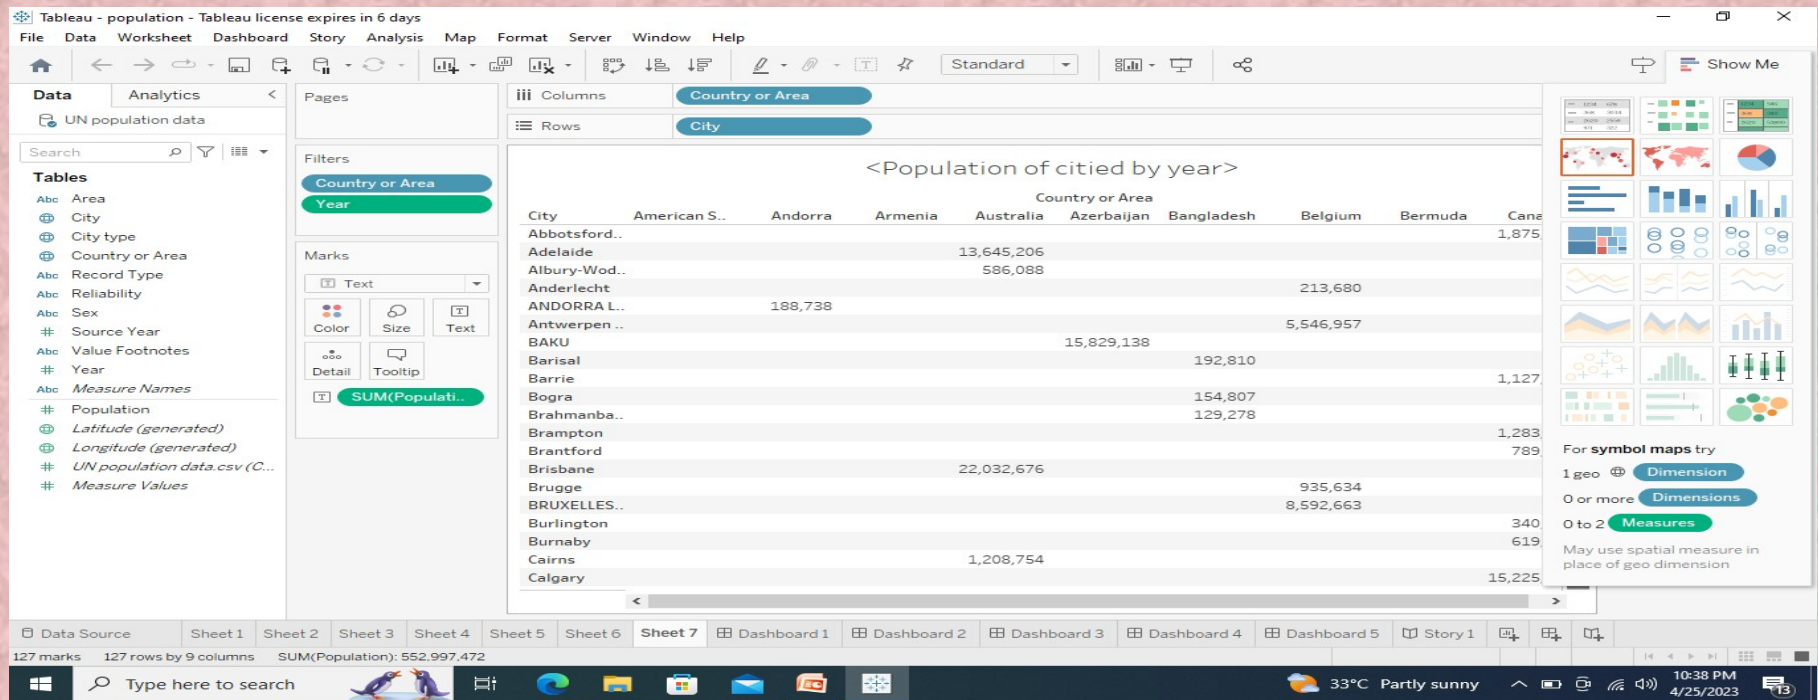 Tableau - population - Tableau license expires in 6 days
File Data Worksheet Dashboard Story Analysis Map Format Server Window Help
Standard
Show Me
Data Analytics
UN population data
Search
Tables
Abc Area
City
City type
Country or Area
Abc Record Type
Abc Reliability
Abc Sex
# Source Year
Abc Value Footnotes
# Year
Abc Measure Names
# Population
Latitude (generated)
Longitude (generated)
# UN population data.csv (C...
# Measure Values
Pages
Filters
Country or Area
Year
Marks
Text
Color Size Text
Detail Tooltip
SUM(Populati..
Columns Country or Area
Rows City
<Population of citied by year>
Country or Area
City American S.. Andorra Armenia Australia Azerbaijan Bangladesh Belgium Bermuda Cana
Abbotsford.. 1,875,
Adelaide 13,645,206
Albury-Wod.. 586,088
Anderlecht 213,680
ANDORRA L.. 188,738
Antwerpen .. 5,546,957
BAKU 15,829,138
Barisal 192,810
Barrie 1,127,
Bogra 154,807
Brahmanba.. 129,278
Brampton 1,283
Brantford 789,
Brisbane 22,032,676
Brugge 935,634
BRUXELLES.. 8,592,663
Burlington 340,
Burnaby 619,
Cairns 1,208,754
Calgary 15,225,
For symbol maps try
1 geo Dimension
0 or more Dimensions
0 to 2 Measures
May use spatial measure in
place of geo dimension
Data Source Sheet 1 Sheet 2 Sheet 3 Sheet 4 Sheet 5 Sheet 6 Sheet 7 Dashboard 1 Dashboard 2 Dashboard 3 Dashboard 4 Dashboard 5 Story 1
127 marks 127 rows by 9 columns SUM(Population): 552,997,472
Type here to search
33°C Partly sunny
10:38 PM
4/25/2023
13